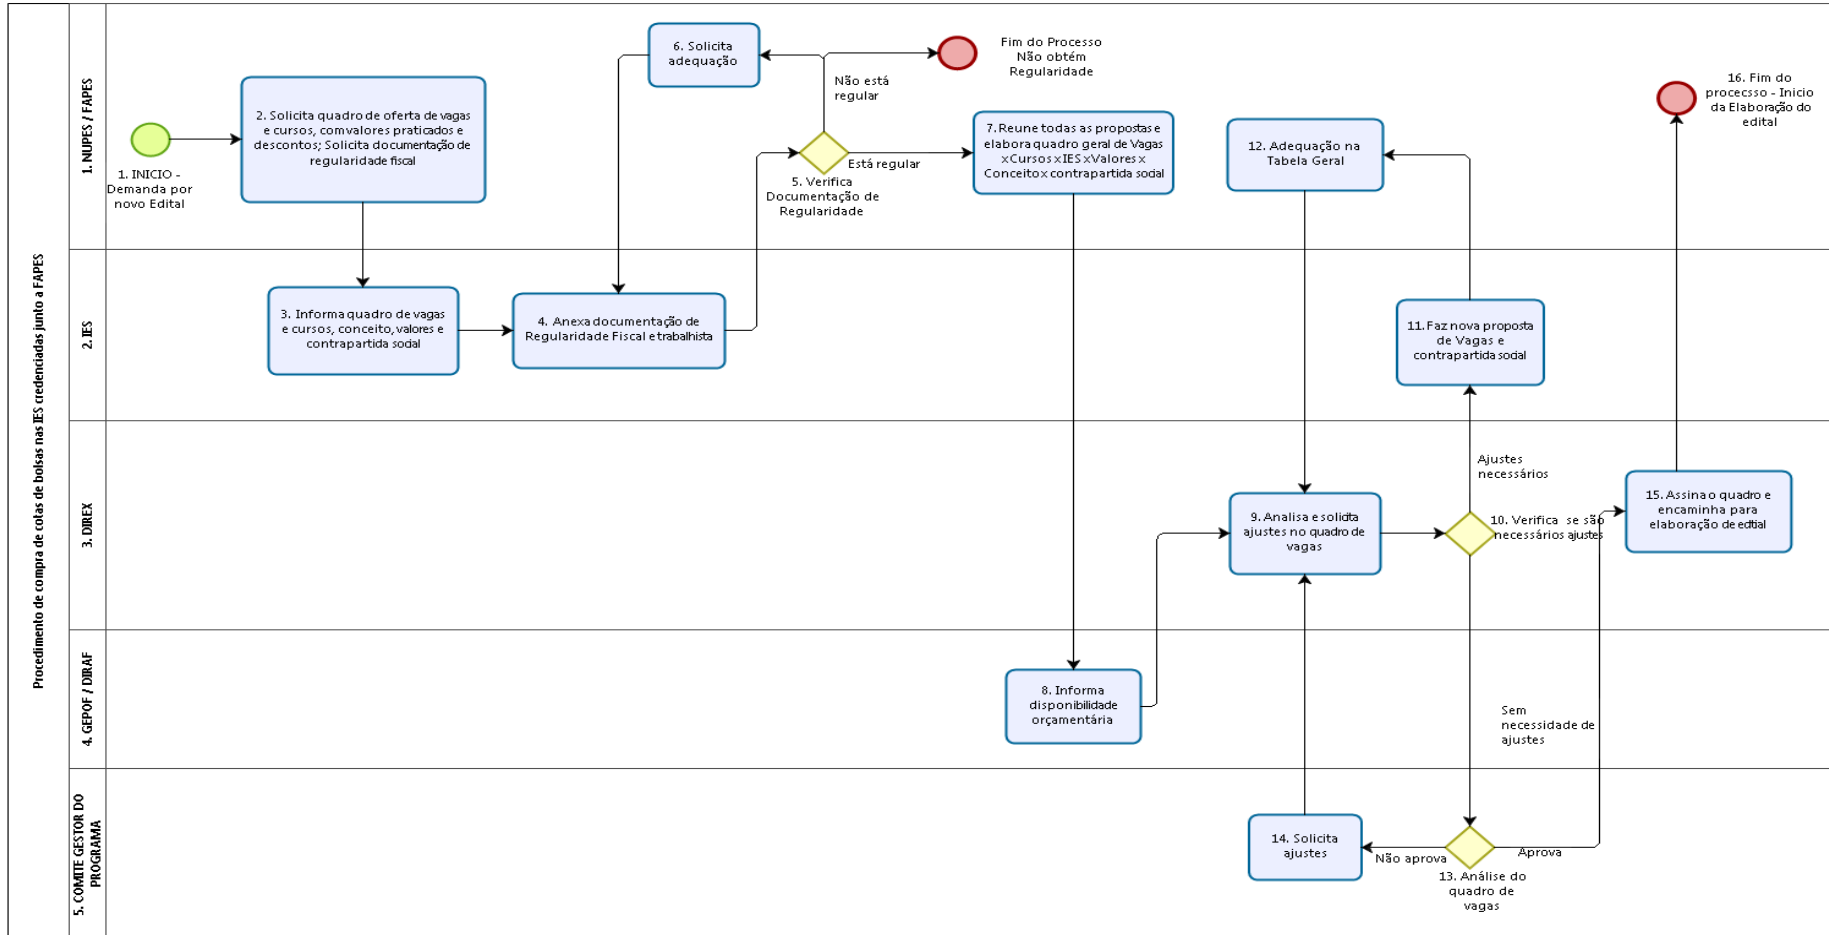 Procedimento de compra de cotas de bolsas nas IES credenciadas junto a FAPES
1. NUPES / FAPES
1. INICIO -
Demanda por
novo Edital
2. Solicita quadro de oferta de vagas
e cursos, comvalores praticados e
descontos; Solicita documentação de
regularidade fiscal
6. Solicita
adequação
Não está
regular
Fim do Processo
Não obtém
Regularidade
5. Verifica
Documentação de
Regularidade
Está regular
7. Reune todas as propostas e
elabora quadro geral de Vagas
x Cursos x IES x Valores x
Conceito x contrapartida social
12. Adequação na
Tabela Geral
16. Fim do
procecsso - Inicio
da Elaboração do
edital
2. IES
3. Informa quadro de vagas
e cursos, conceito, valores e
contrapartida social
4. Anexa documentação de
Regularidade Fiscal e trabalhista
11. Faz nova proposta
de Vagas e
contrapartida social
3. DIREX
Ajustes
necessários
9. Analisa e solicita
ajustes no quadro de
vagas
10. Verifica se são
necessários ajustes
15. Assina o quadro e
encaminha para
elaboração de edtial
4. GEPOF / DIRAF
8. Informa
disponibilidade
orçamentária
Sem
necessidade de
ajustes
5. COMITE GESTOR DO
PROGRAMA
14. Solicita
ajustes
Não aprova
Aprova
13. Análise do
quadro de
vagas